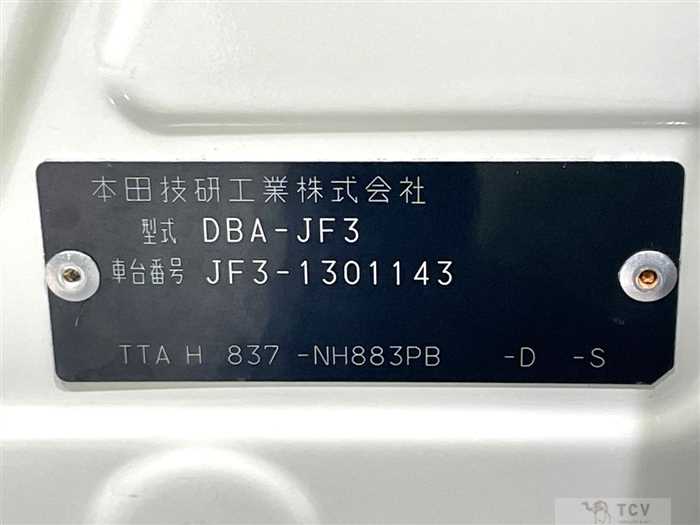 本田技研工業株式会社
型式 DBA-JF3
車台番号 JF3-1301143
TTA H 837 -NH883PB -D -S
TCV